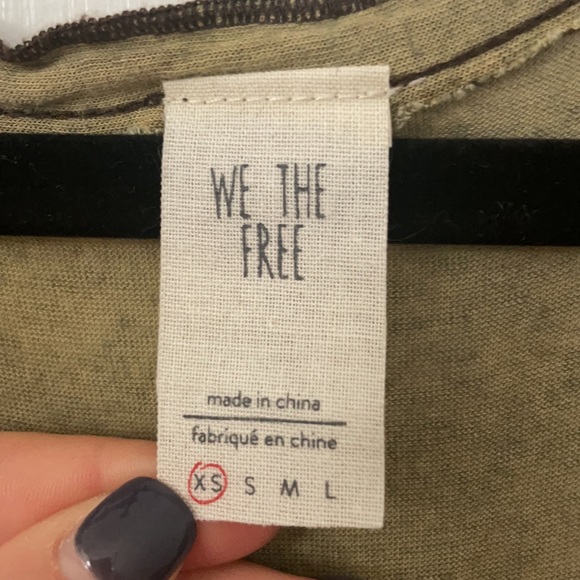 WE THE
FREE
made in china
fabriqué en chine
XS S M L